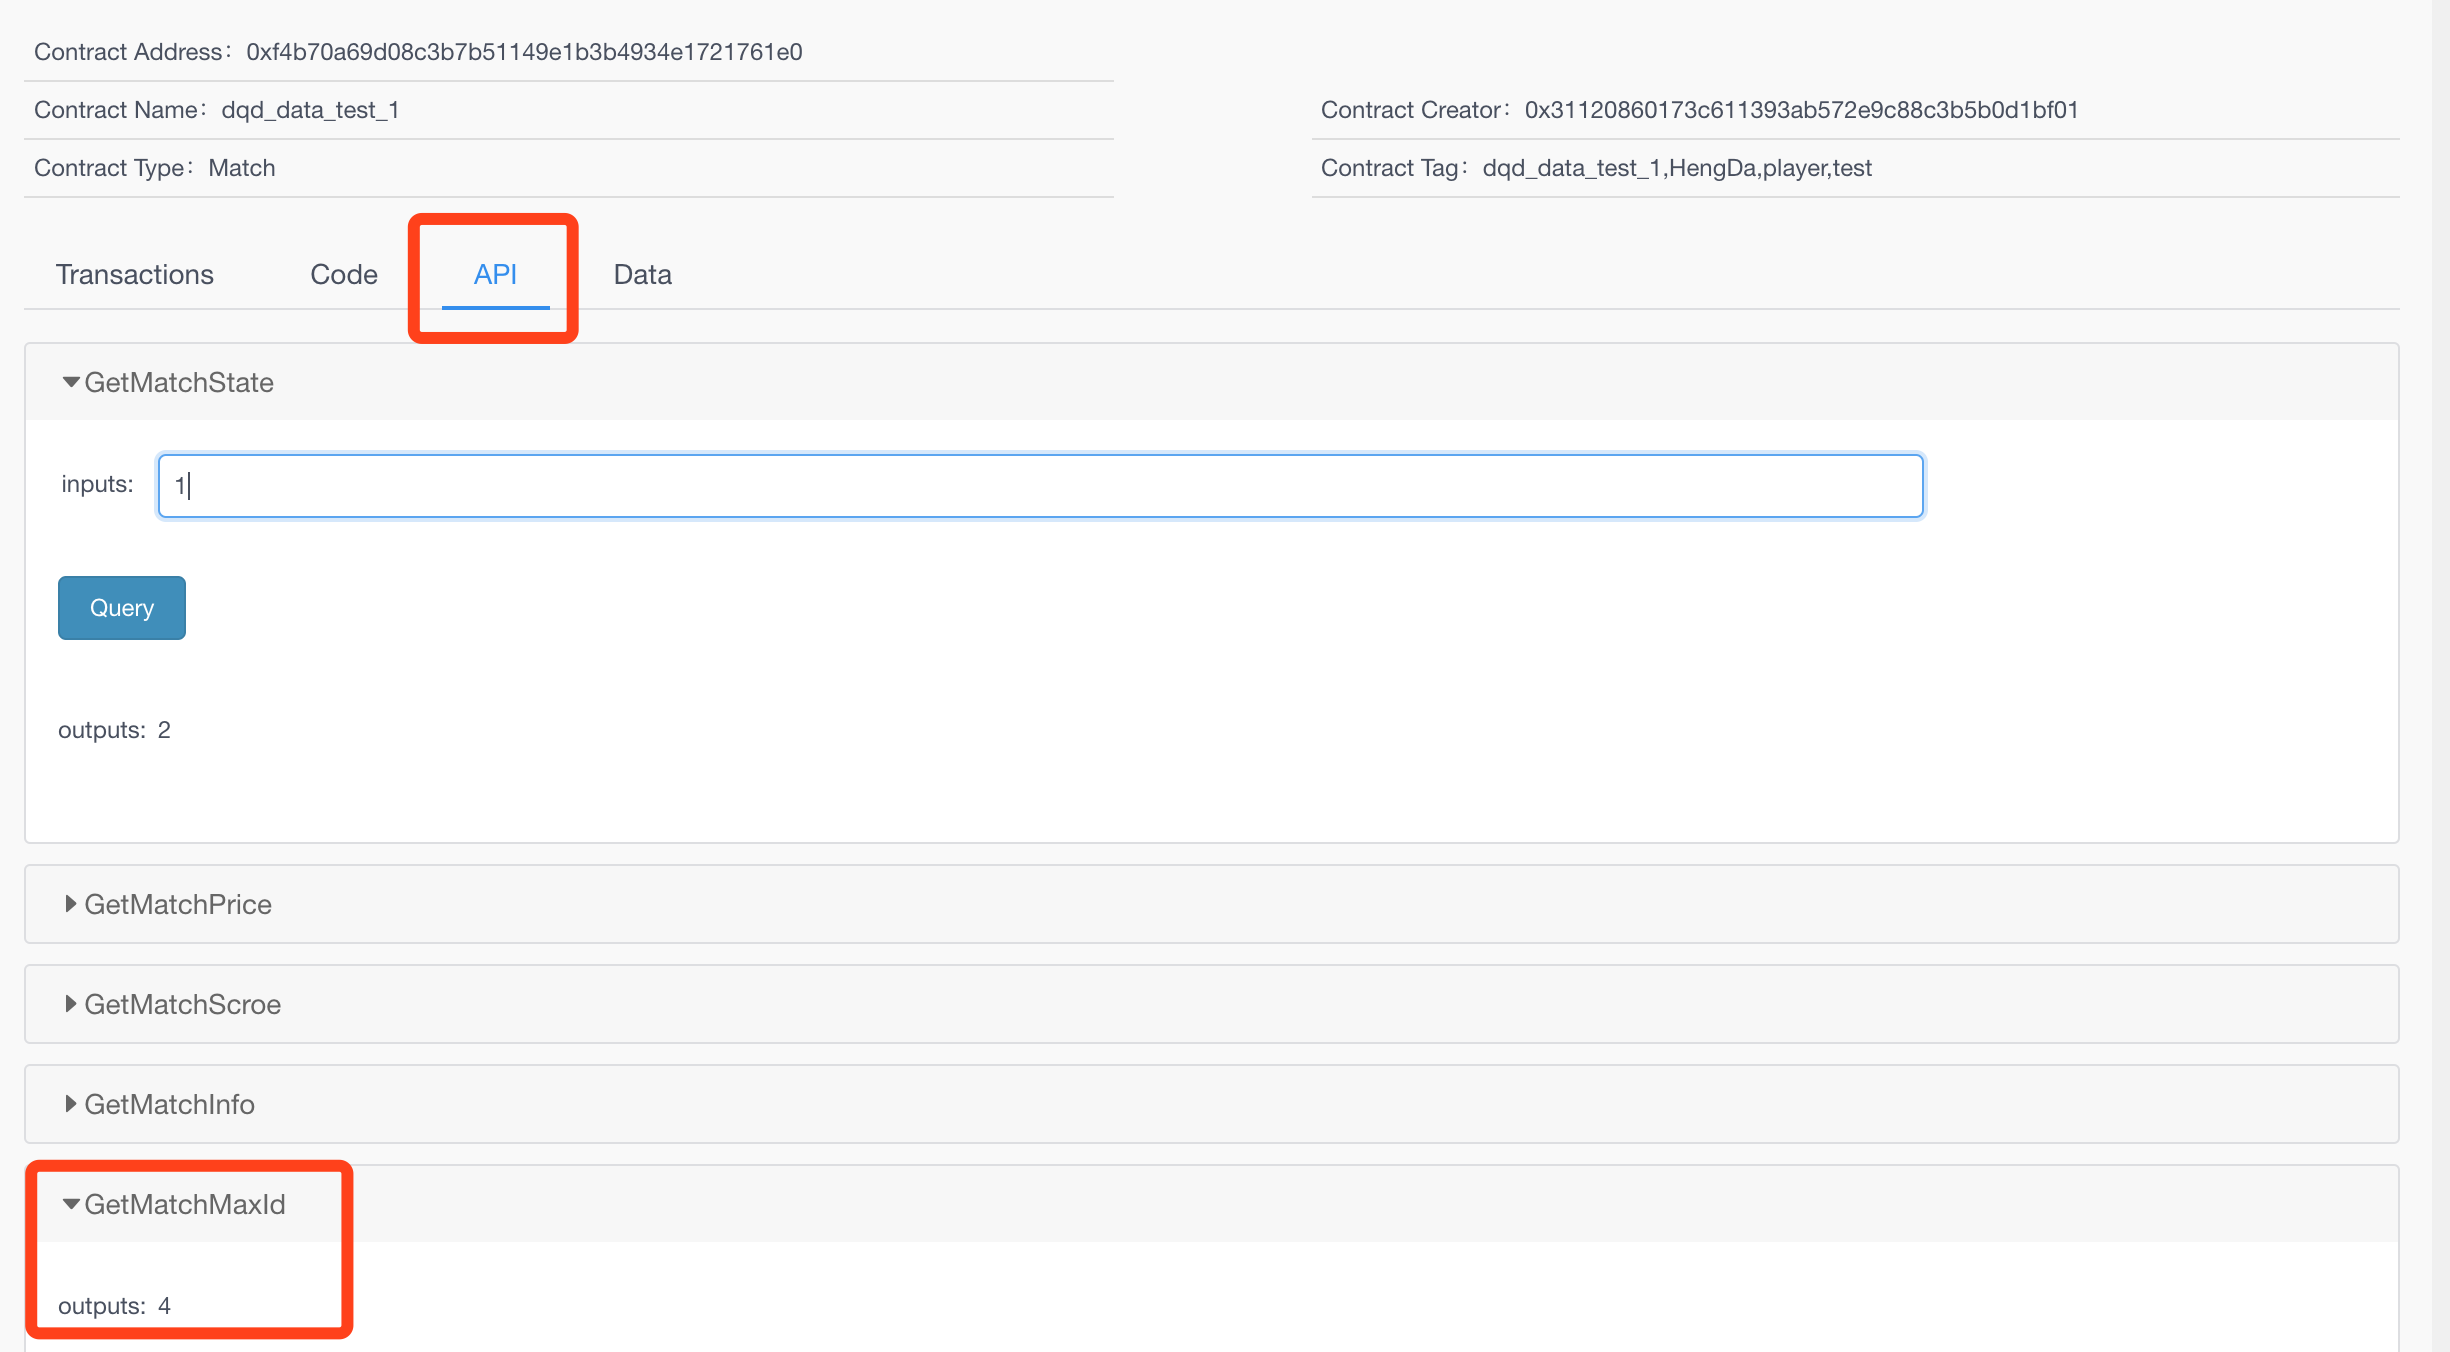 Contract Address： 0xf4b70a69d08c3b7b51149e1b3b4934e1721761e0
Contract Name： dqd_data_test_1
Contract Creator： 0x31120860173c611393ab572e9c88c3b5b0d1bf01
Contract Type： Match
Contract Tag： dqd_data_test_1,HengDa,player,test
Transactions Code API Data
GetMatchState
inputs: 1
Query
outputs: 2
GetMatchPrice
GetMatchScroe
GetMatchInfo
GetMatchMaxId
outputs: 4